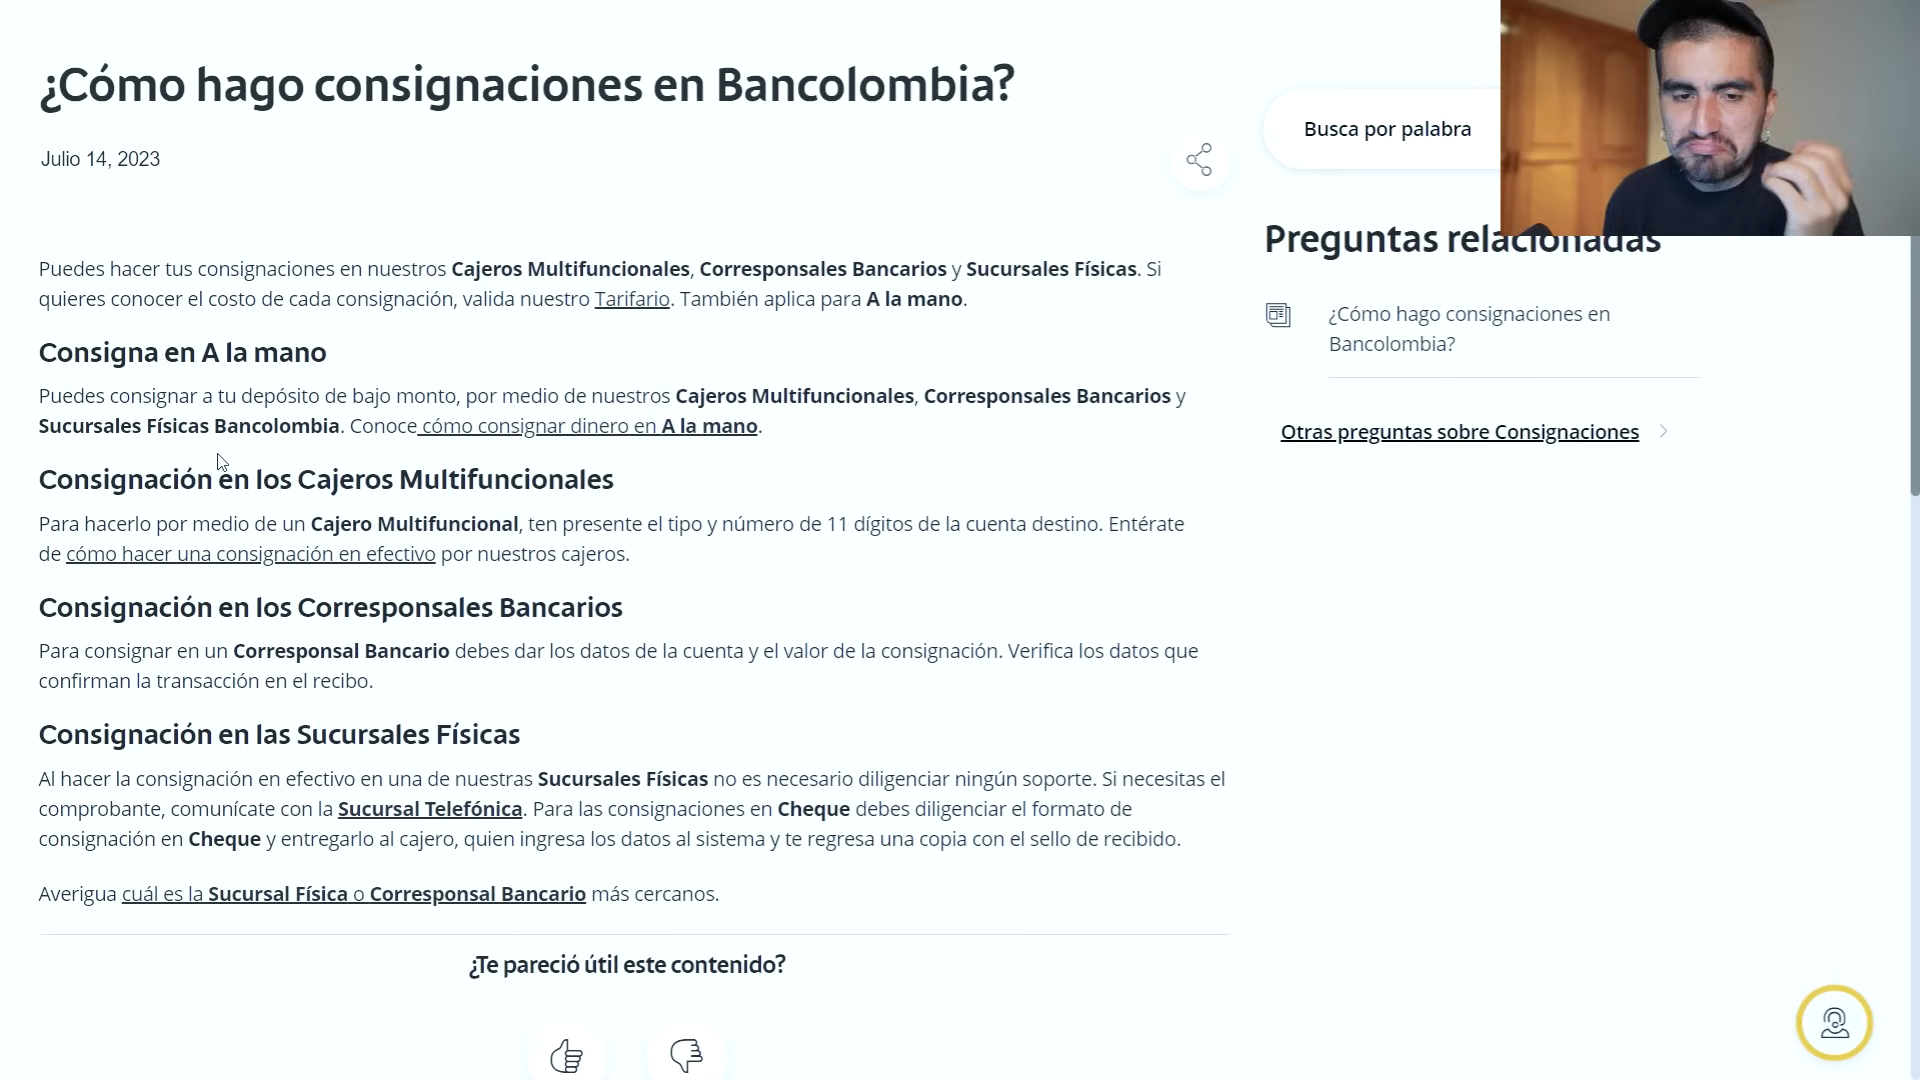 ¿Cómo hago consignaciones en Bancolombia?
Julio 14, 2023
Puedes hacer tus consignaciones en nuestros Cajeros Multifuncionales, Corresponsales Bancarios y Sucursales Físicas. Si
quieres conocer el costo de cada consignación, valida nuestro Tarifario. También aplica para A la mano.
Consigna en A la mano
Puedes consignar a tu depósito de bajo monto, por medio de nuestros Cajeros Multifuncionales, Corresponsales Bancarios y
Sucursales Físicas Bancolombia. Conoce cómo consignar dinero en A la mano.
Consignación en los Cajeros Multifuncionales
Para hacerlo por medio de un Cajero Multifuncional, ten presente el tipo y número de 11 dígitos de la cuenta destino. Entérate
de cómo hacer una consignación en efectivo por nuestros cajeros.
Consignación en los Corresponsales Bancarios
Para consignar en un Corresponsal Bancario debes dar los datos de la cuenta y el valor de la consignación. Verifica los datos que
confirman la transacción en el recibo.
Consignación en las Sucursales Físicas
Al hacer la consignación en efectivo en una de nuestras Sucursales Físicas no es necesario diligenciar ningún soporte. Si necesitas el
comprobante, comunícate con la Sucursal Telefónica. Para las consignaciones en Cheque debes diligenciar el formato de
consignación en Cheque y entregarlo al cajero, quien ingresa los datos al sistema y te regresa una copia con el sello de recibido.
Averigua cuál es la Sucursal Física o Corresponsal Bancario más cercanos.
¿Te pareció útil este contenido?
Busca por palabra
Preguntas relacionadas
¿Cómo hago consignaciones en
Bancolombia?
Otras preguntas sobre Consignaciones